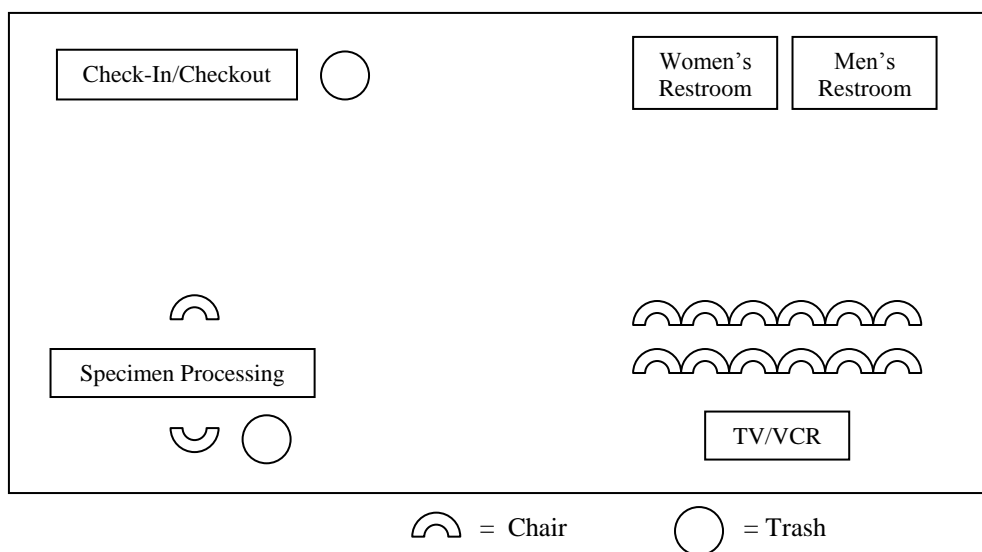 Check-In/Checkout
Women’s
Restroom
Men’s
Restroom
Specimen Processing
TV/VCR
= Chair
= Trash